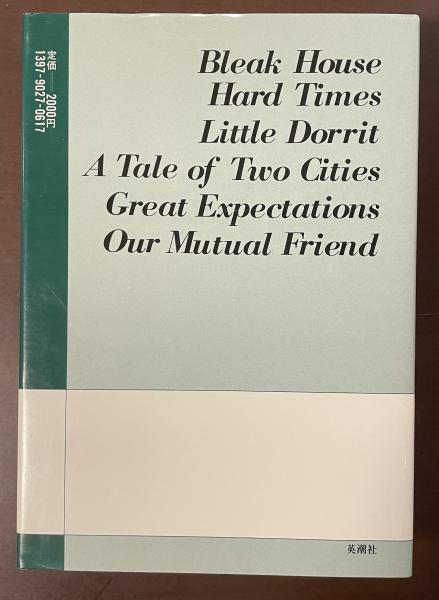 Bleak House
Hard Times
Little Dorrit
A Tale of Two Cities
Great Expectations
Our Mutual Friend
定価——2000円
1397-9027-0617
英潮社